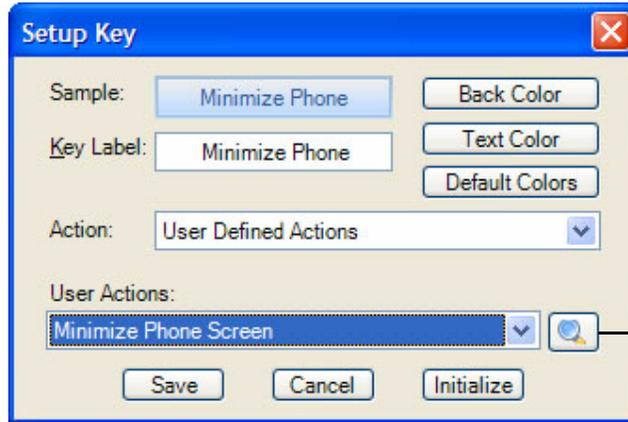 Setup Key
Sample: Minimize Phone Back Color
Key Label: Minimize Phone Text Color
Default Colors
Action: User Defined Actions
User Actions:
Minimize Phone Screen
Save Cancel Initialize